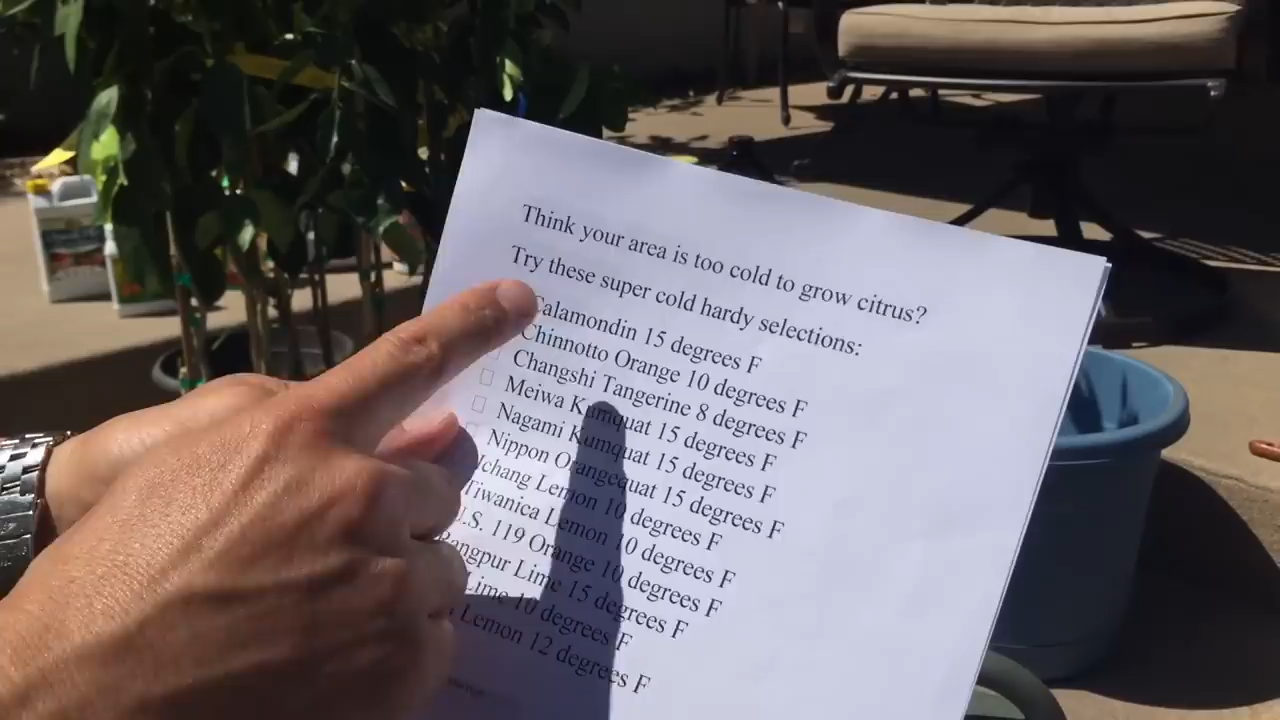 Think your area is too cold to grow citrus?
Try these super cold hardy selections:
Calamondin 15 degrees F
Chinnotto Orange 10 degrees F
Changshi Tangerine 8 degrees F
Meiwa Kumquat 15 degrees F
Nagami Kumquat 15 degrees F
Nippon Orangequat 15 degrees F
Ichang Lemon 10 degrees F
Tiwanica Lemon 10 degrees F
U.S. 119 Orange 10 degrees F
Rangpur Lime 15 degrees F
Lime 10 degrees F
Lemon 12 degrees F